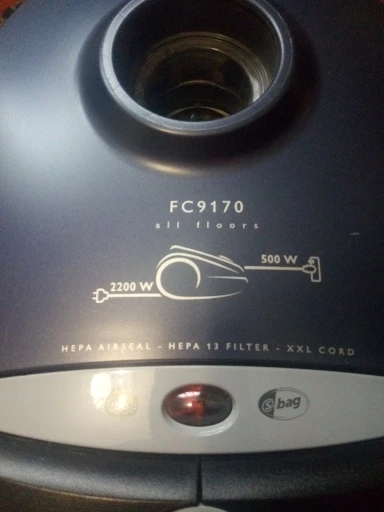 FC9170
all floors
500 W
2200 W
HEPA AIRSEAL - HEPA 13 FILTER - XXL CORD
s-bag